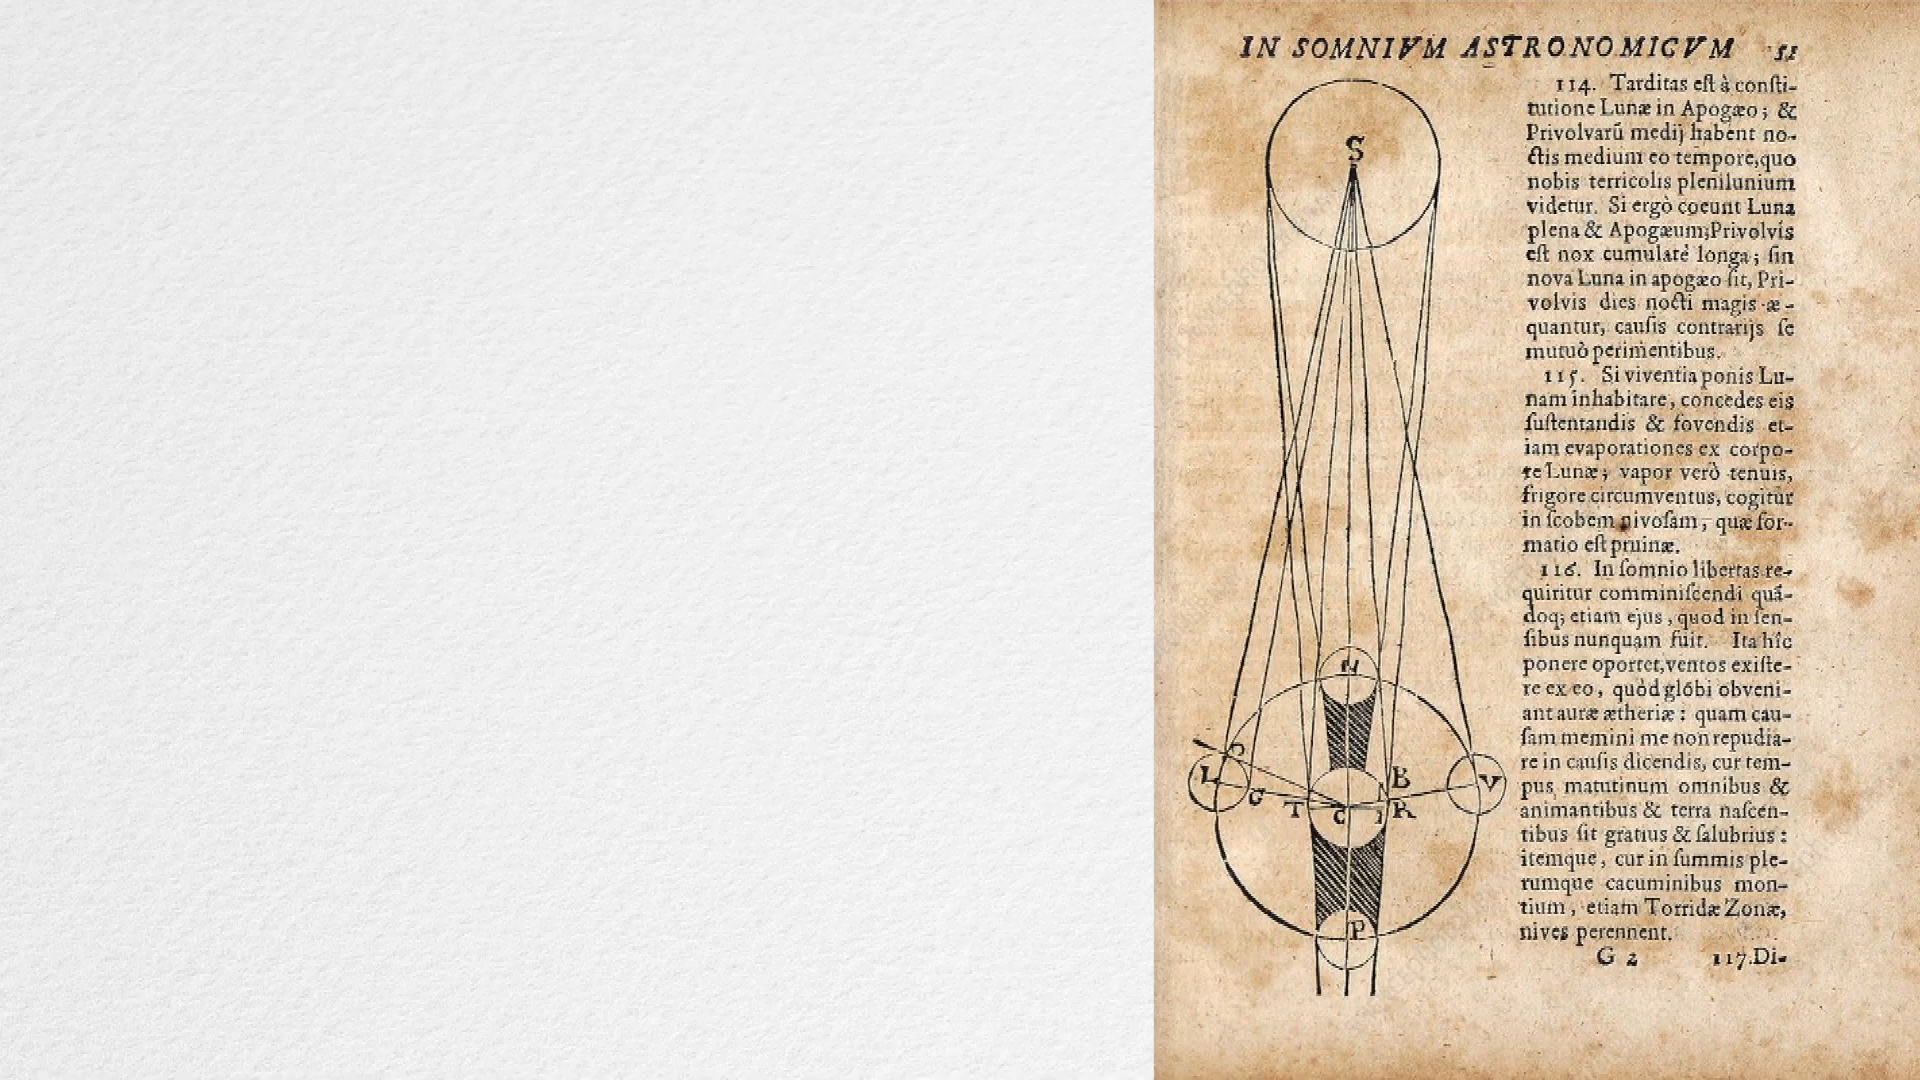 IN SOMNIVM ASTRONOMICVM 51
S
N
S
L
G
T
C
I
B
R
V
P
114. Tarditas eſt à conſti-
tutione Lunæ in Apogæo; &
Privolvarũ medij habent no-
ctis medium eo tempore,quo
nobis terricolis plenilunium
videtur. Si ergò coeunt Luna
plena & Apogæum;Privolvis
eſt nox cumulatè longa; ſin
nova Luna in apogæo ſit, Pri-
volvis dies nocti magis æ-
quantur, cauſis contrarijs ſe
mutuò perimentibus.
115. Si viventia ponis Lu-
nam inhabitare, concedes eis
ſuſtentandis & fovendis et-
iam evaporationes ex corpo-
re Lunæ; vapor verò tenuis,
frigore circumventus, cogitur
in ſcobem nivoſam, quæ for-
matio eſt pruinæ.
116. In ſomnio libertas re-
quiritur comminiſcendi quã-
doq; etiam ejus, quod in ſen-
ſibus nunquam fuit. Ita hîc
ponere oportet,ventos exiſte-
re ex eo, quòd glóbi obveni-
ant auræ ætheriæ: quam cau-
ſam memini me non repudia-
re in cauſis dicendis, cur tem-
pus matutinum omnibus &
animantibus & terra naſcen-
tibus ſit gratius & ſalubrius:
itemque, cur in ſummis ple-
rumque cacuminibus mon-
tium, etiam Torridæ Zonæ,
nives perennent.
G 2 117.Di-